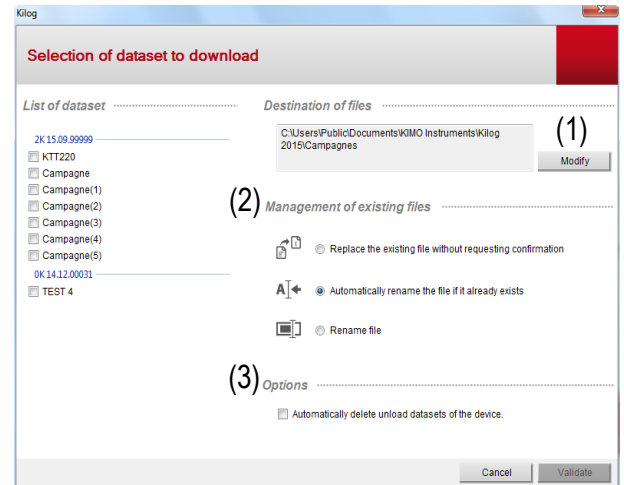 Kilog
Selection of dataset to download
List of dataset
2K 15.09.99999
KTT220
Campagne
Campagne(1)
Campagne(2)
Campagne(3)
Campagne(4)
Campagne(5)
0K 14.12.00031
TEST 4
Destination of files
C:\Users\Public\Documents\KIMO Instruments\Kilog
2015\Campagnes
(1)
Modify
(2) Management of existing files
Replace the existing file without requesting confirmation
A Automatically rename the file if it already exists
Rename file
(3) Options
Automatically delete unload datasets of the device.
Cancel Validate